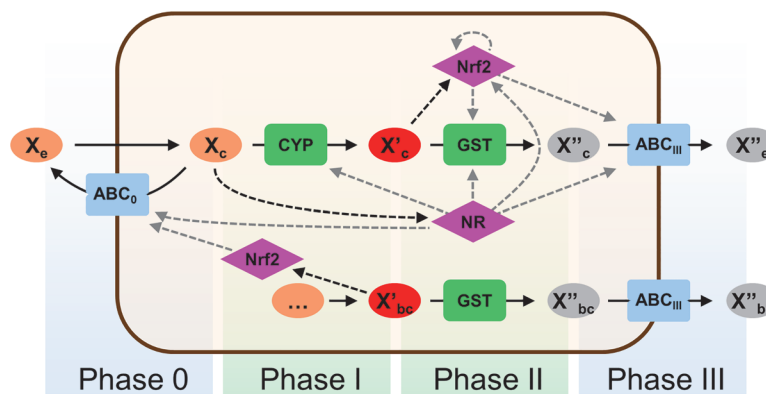 Nrf2
Xe
Xc
CYP
X'c
GST
X"c
ABCIII
X"e
ABC0
NR
Nrf2
...
X'bc
GST
X"bc
ABCIII
X"b
Phase 0
Phase I
Phase II
Phase III